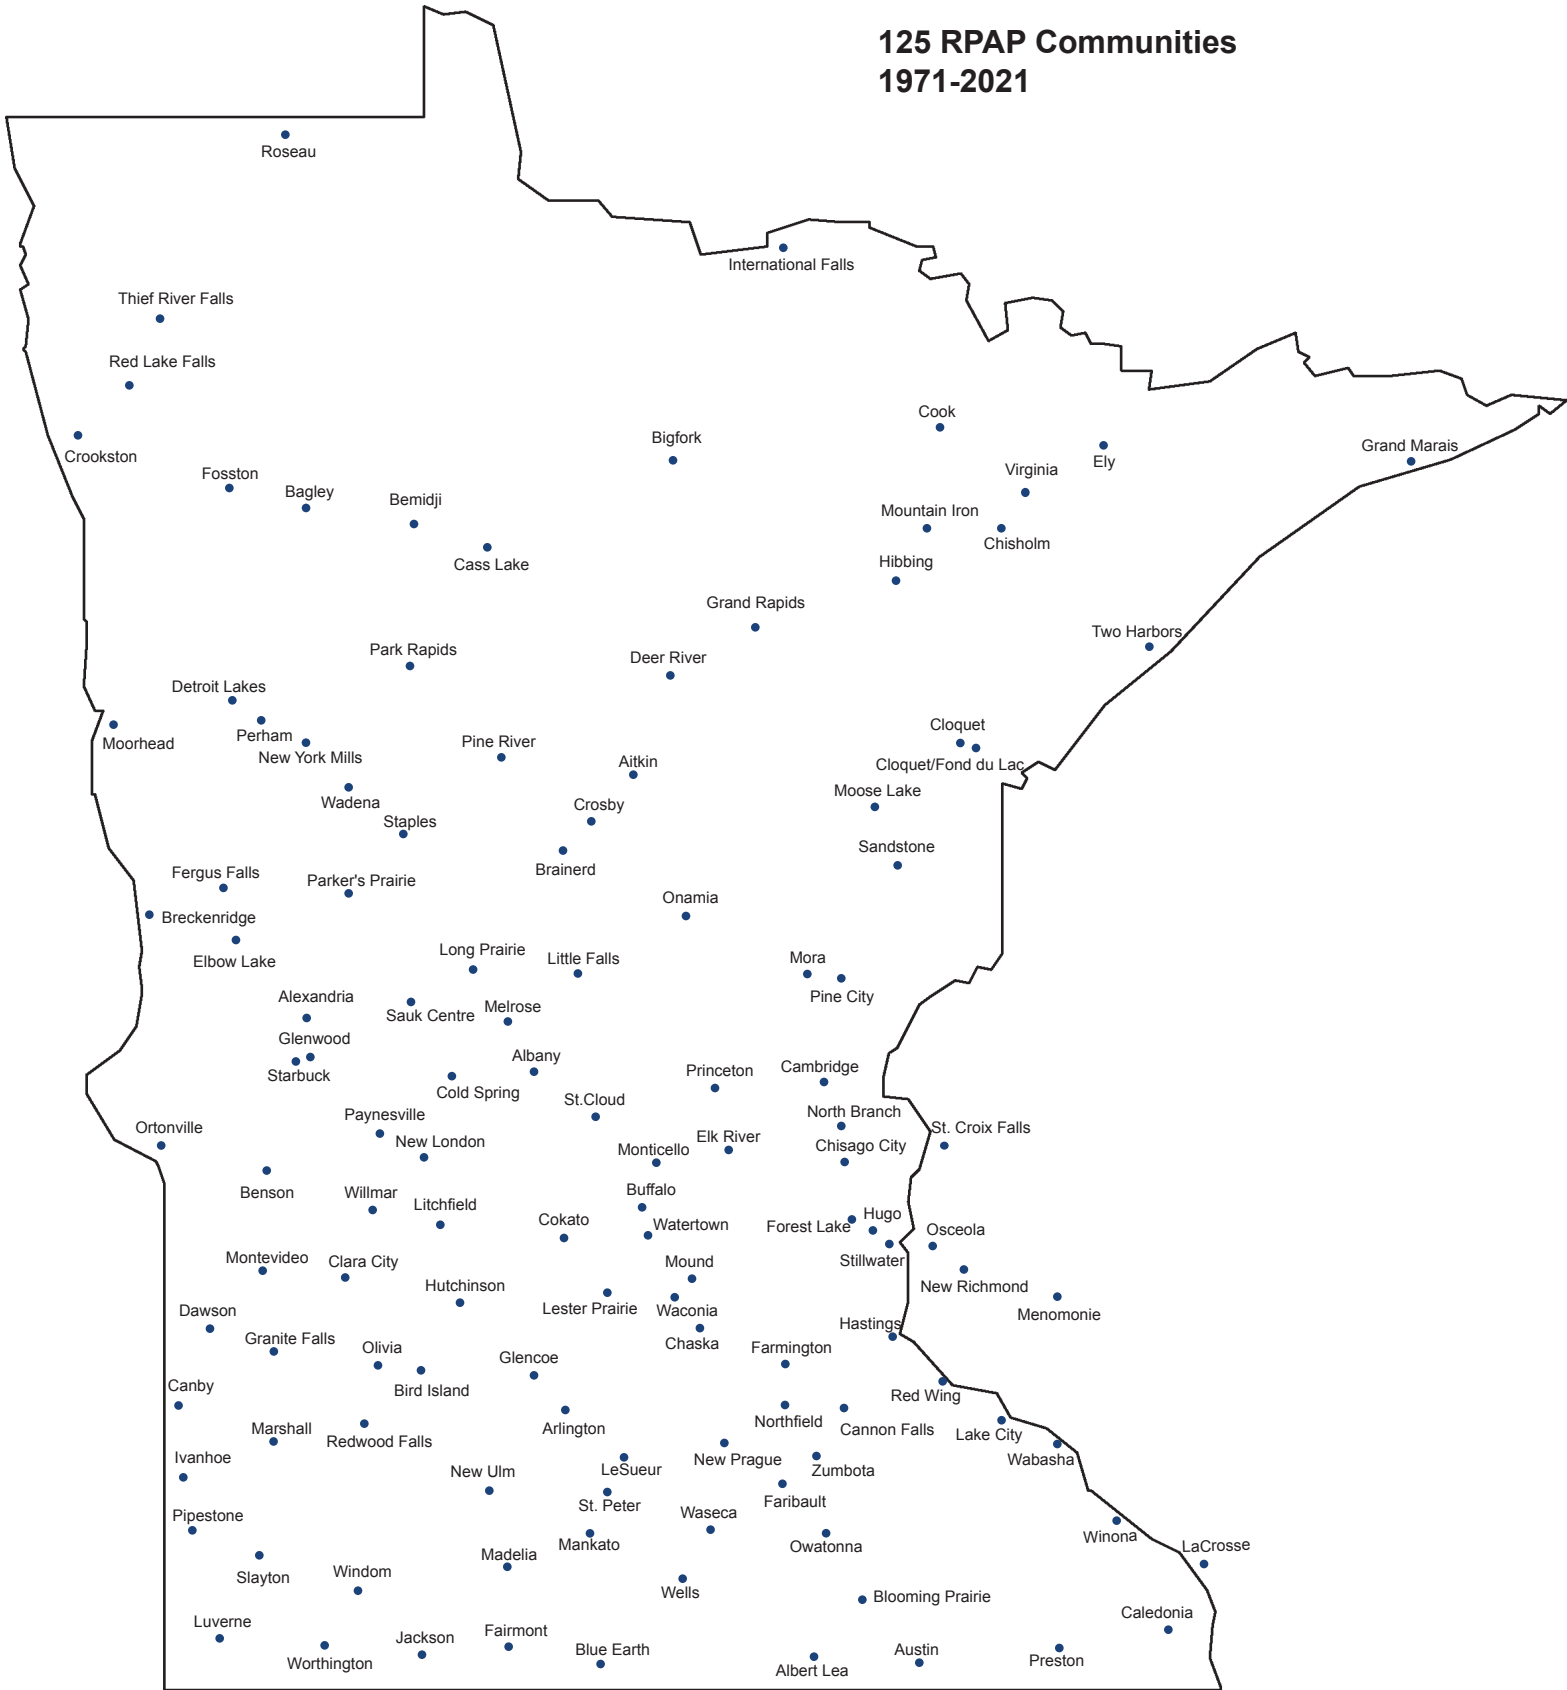 125 RPAP Communities
1971-2021
Roseau
International Falls
Thief River Falls
Red Lake Falls
Crookston
Cook
Bigfork
Ely
Grand Marais
Fosston
Virginia
Bagley
Bemidji
Mountain Iron
Chisholm
Cass Lake
Hibbing
Grand Rapids
Two Harbors
Park Rapids
Deer River
Detroit Lakes
Perham
Moorhead
New York Mills
Pine River
Cloquet
Cloquet/Fond du Lac
Aitkin
Moose Lake
Wadena
Crosby
Staples
Sandstone
Brainerd
Fergus Falls
Parker's Prairie
Onamia
Breckenridge
Elbow Lake
Long Prairie
Little Falls
Mora
Pine City
Alexandria
Sauk Centre
Melrose
Glenwood
Starbuck
Albany
Cold Spring
Princeton
Cambridge
St.Cloud
Paynesville
North Branch
Ortonville
New London
Elk River
St. Croix Falls
Monticello
Chisago City
Benson
Willmar
Litchfield
Buffalo
Cokato
Watertown
Forest Lake
Hugo
Osceola
Stillwater
Montevideo
Clara City
Mound
Hutchinson
New Richmond
Lester Prairie
Waconia
Menomonie
Dawson
Chaska
Hastings
Granite Falls
Olivia
Glencoe
Farmington
Canby
Bird Island
Red Wing
Marshall
Redwood Falls
Arlington
Northfield
Cannon Falls
Lake City
Ivanhoe
New Prague
Wabasha
New Ulm
LeSueur
Zumbota
St. Peter
Faribault
Pipestone
Waseca
Mankato
Owatonna
Winona
LaCrosse
Madelia
Slayton
Windom
Wells
Blooming Prairie
Luverne
Caledonia
Jackson
Fairmont
Worthington
Blue Earth
Albert Lea
Austin
Preston